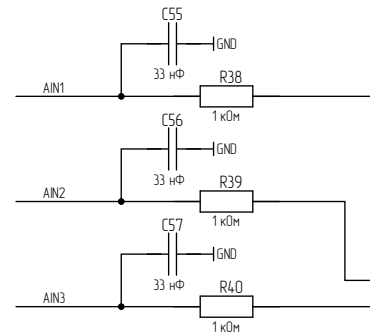 C55
GND
33 нФ
R38
AIN1
1 кОм
C56
GND
33 нФ
R39
AIN2
1 кОм
C57
GND
33 нФ
R40
AIN3
1 кОм